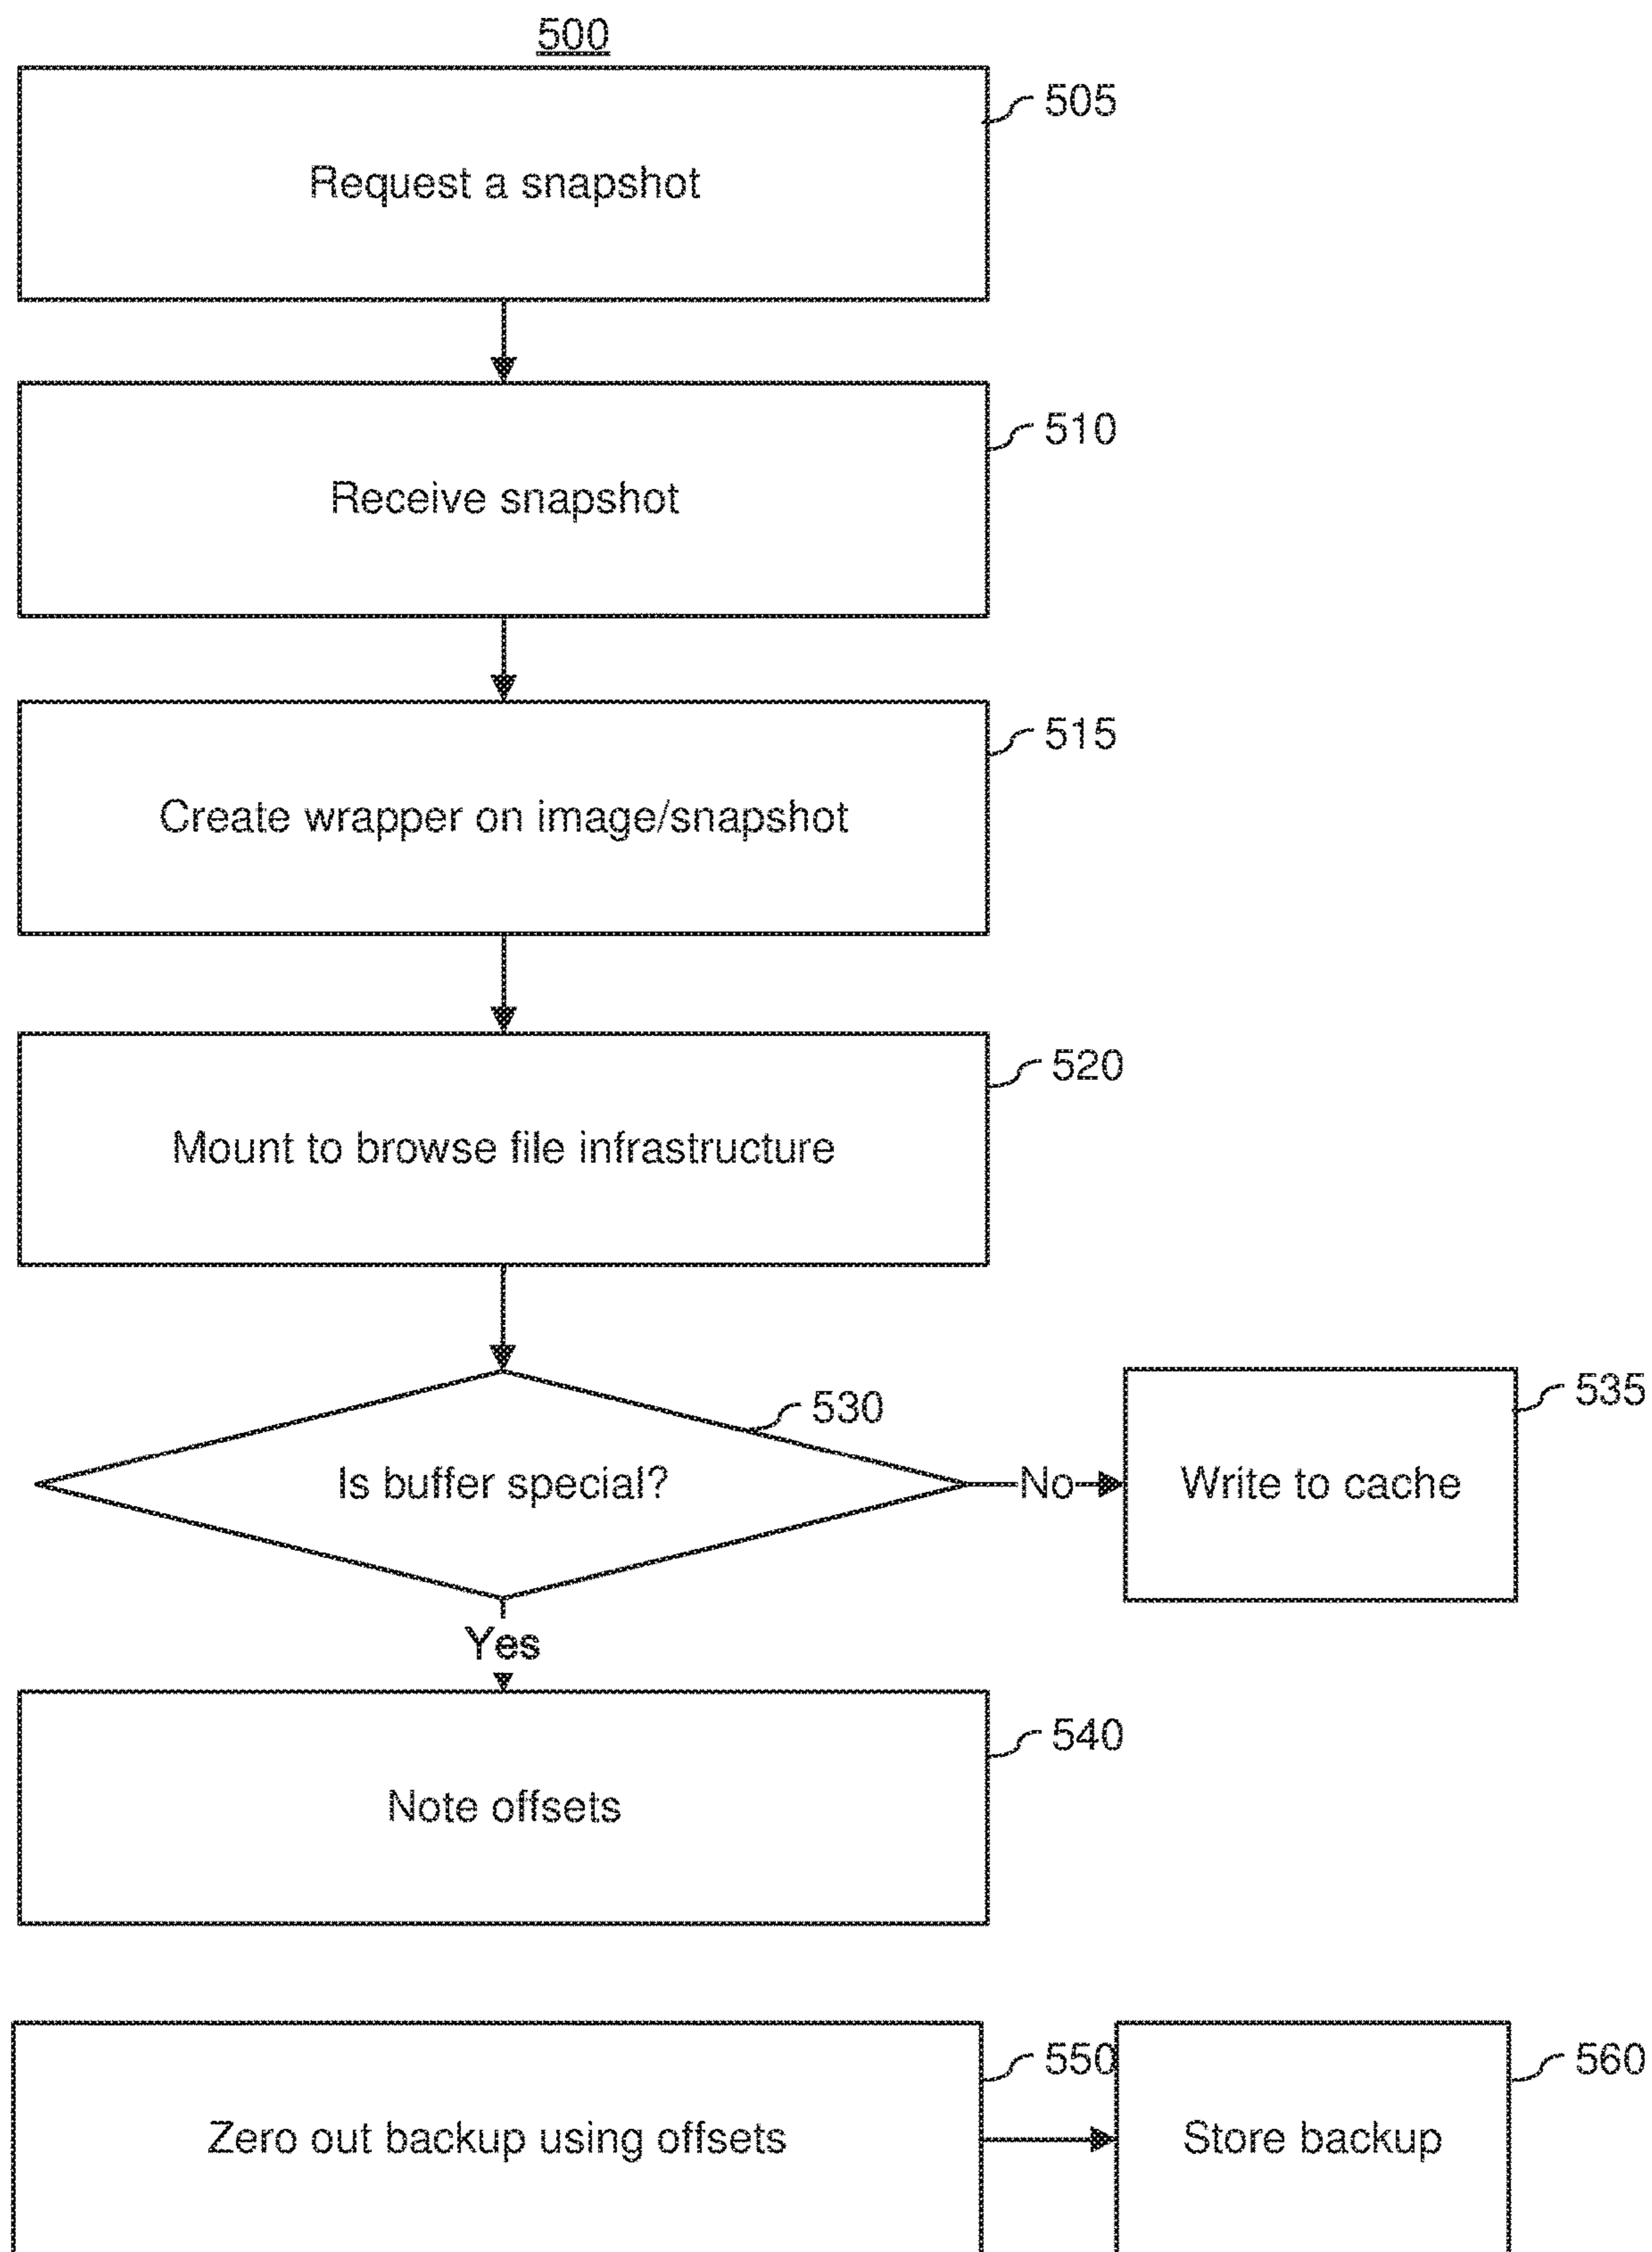 500
505
Request a snapshot
510
Receive snapshot
515
Create wrapper on image/snapshot
520
Mount to browse file infrastructure
530
535
Is buffer special?
No
Write to cache
Yes
540
Note offsets
550
560
Zero out backup using offsets
Store backup